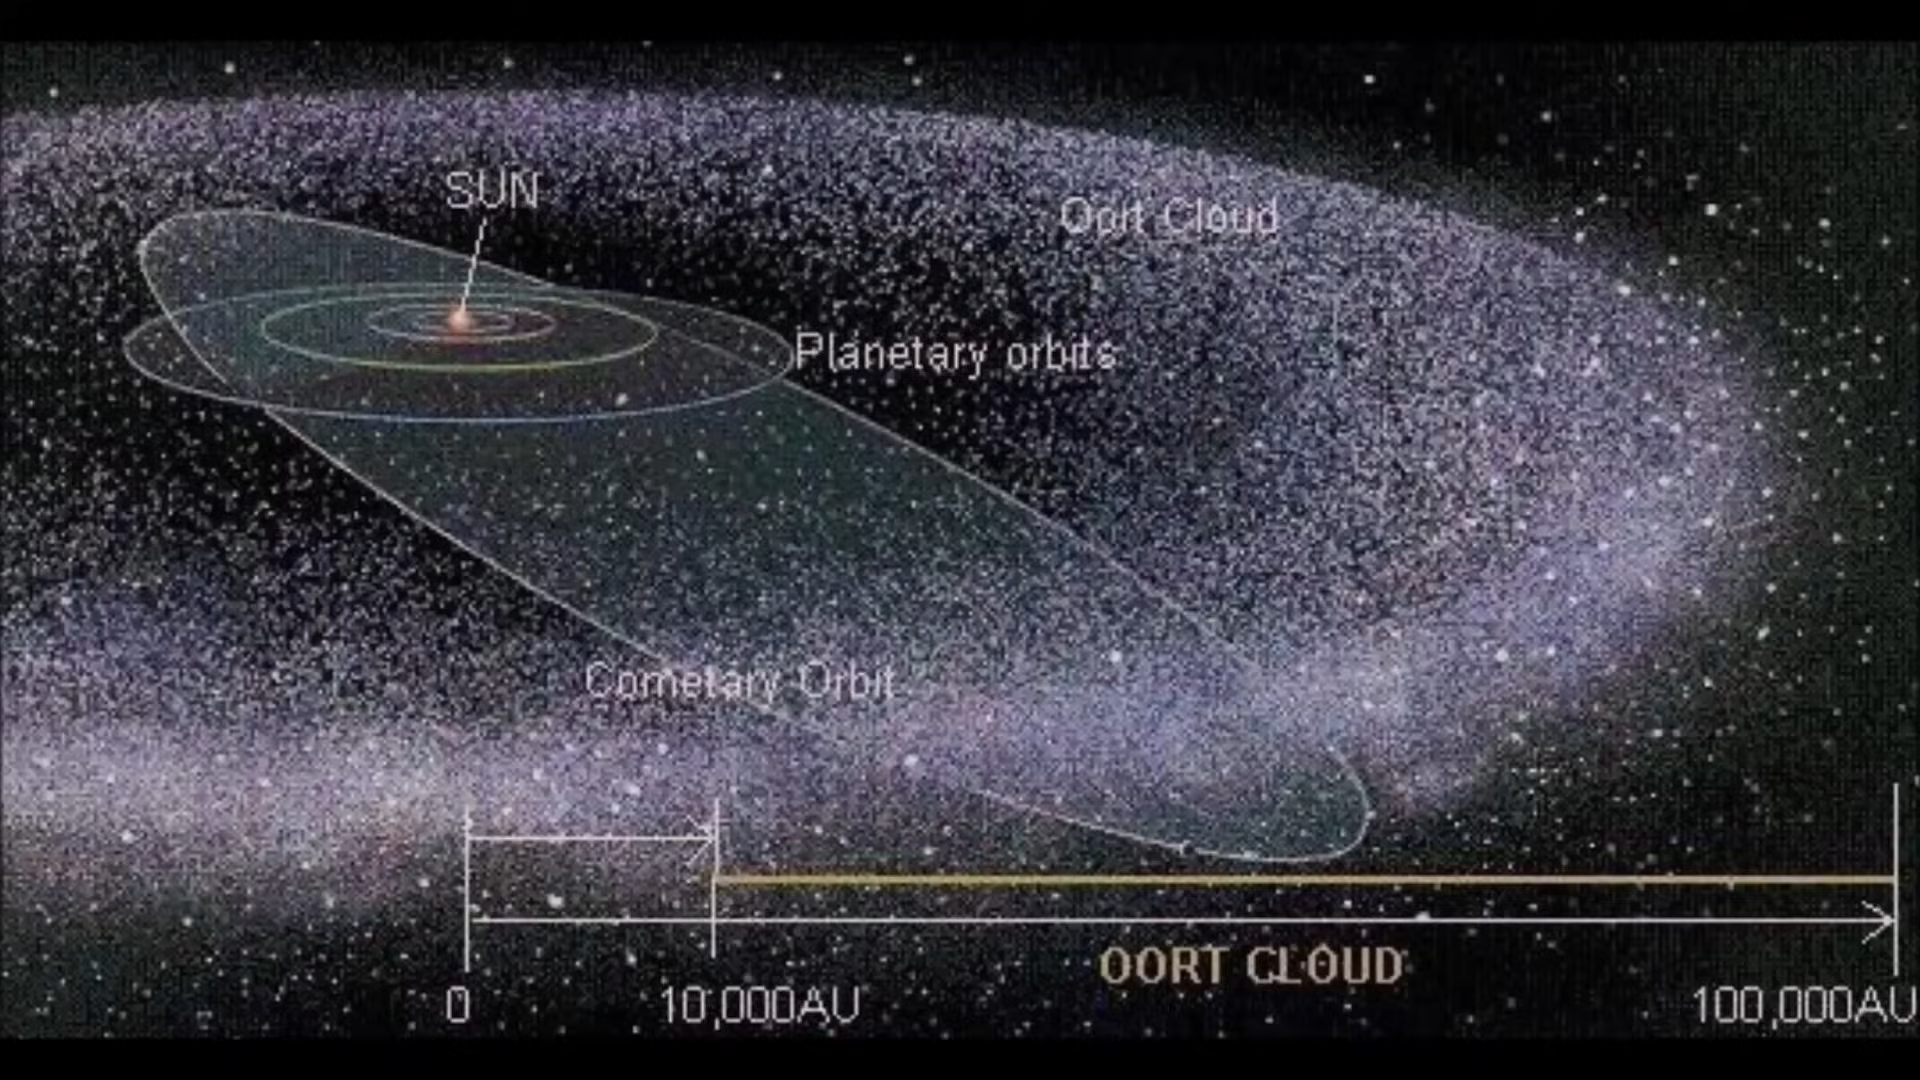 SUN
Oort Cloud
Planetary orbits
Cometary Orbit
OORT CLOUD
0
10,000AU
100,000AU